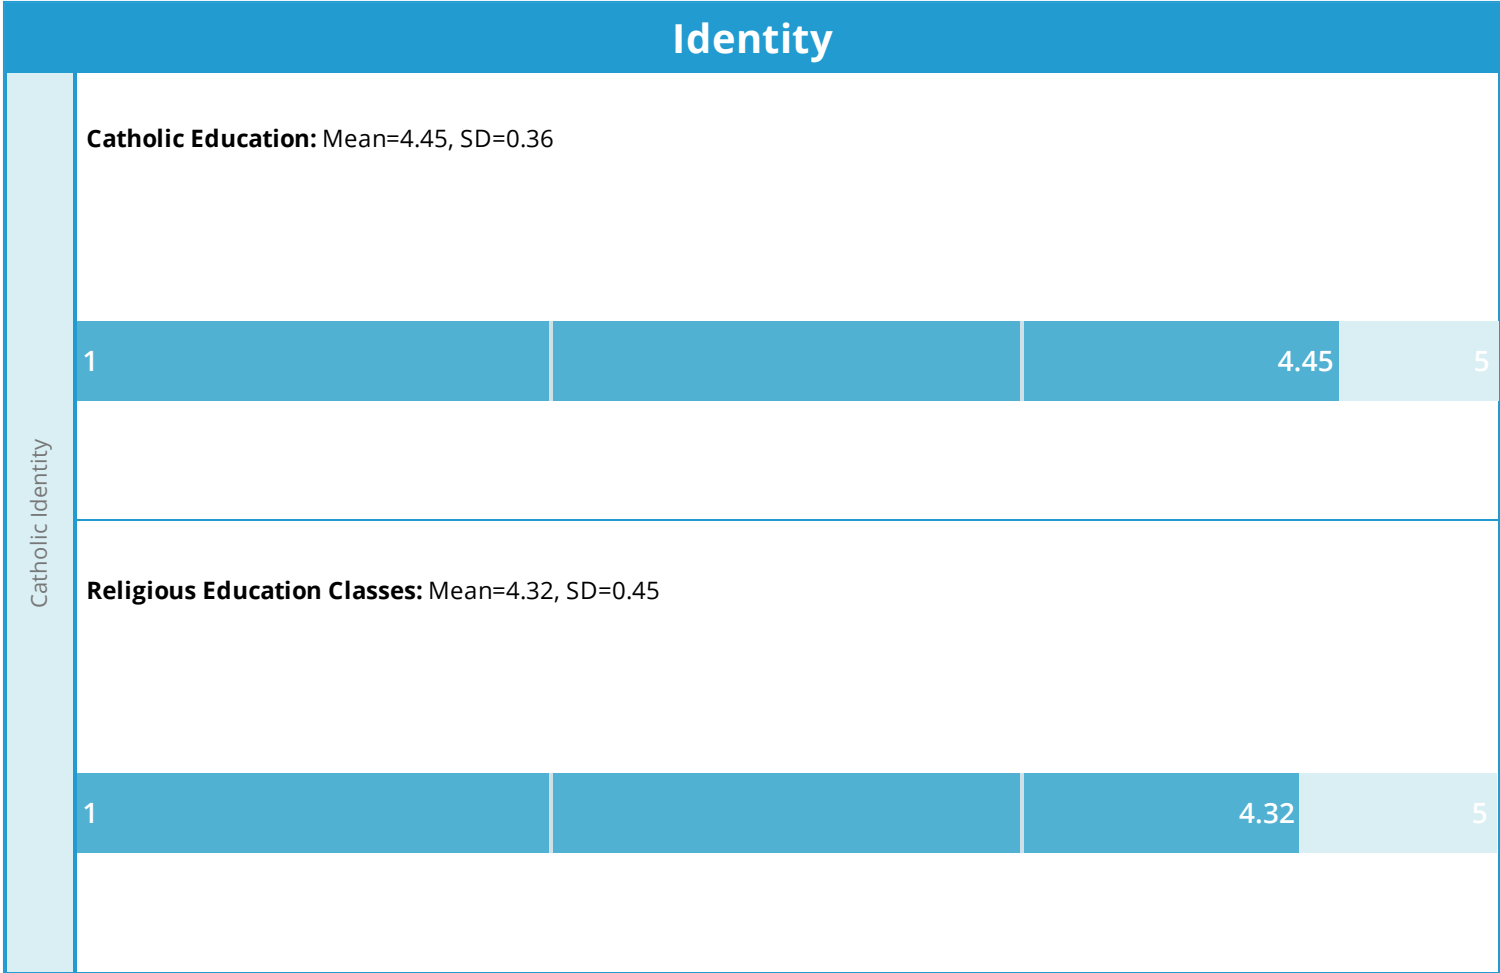 Identity
Catholic Identity
Catholic Education: Mean=4.45, SD=0.36
1 4.45 5
Religious Education Classes: Mean=4.32, SD=0.45
1 4.32 5